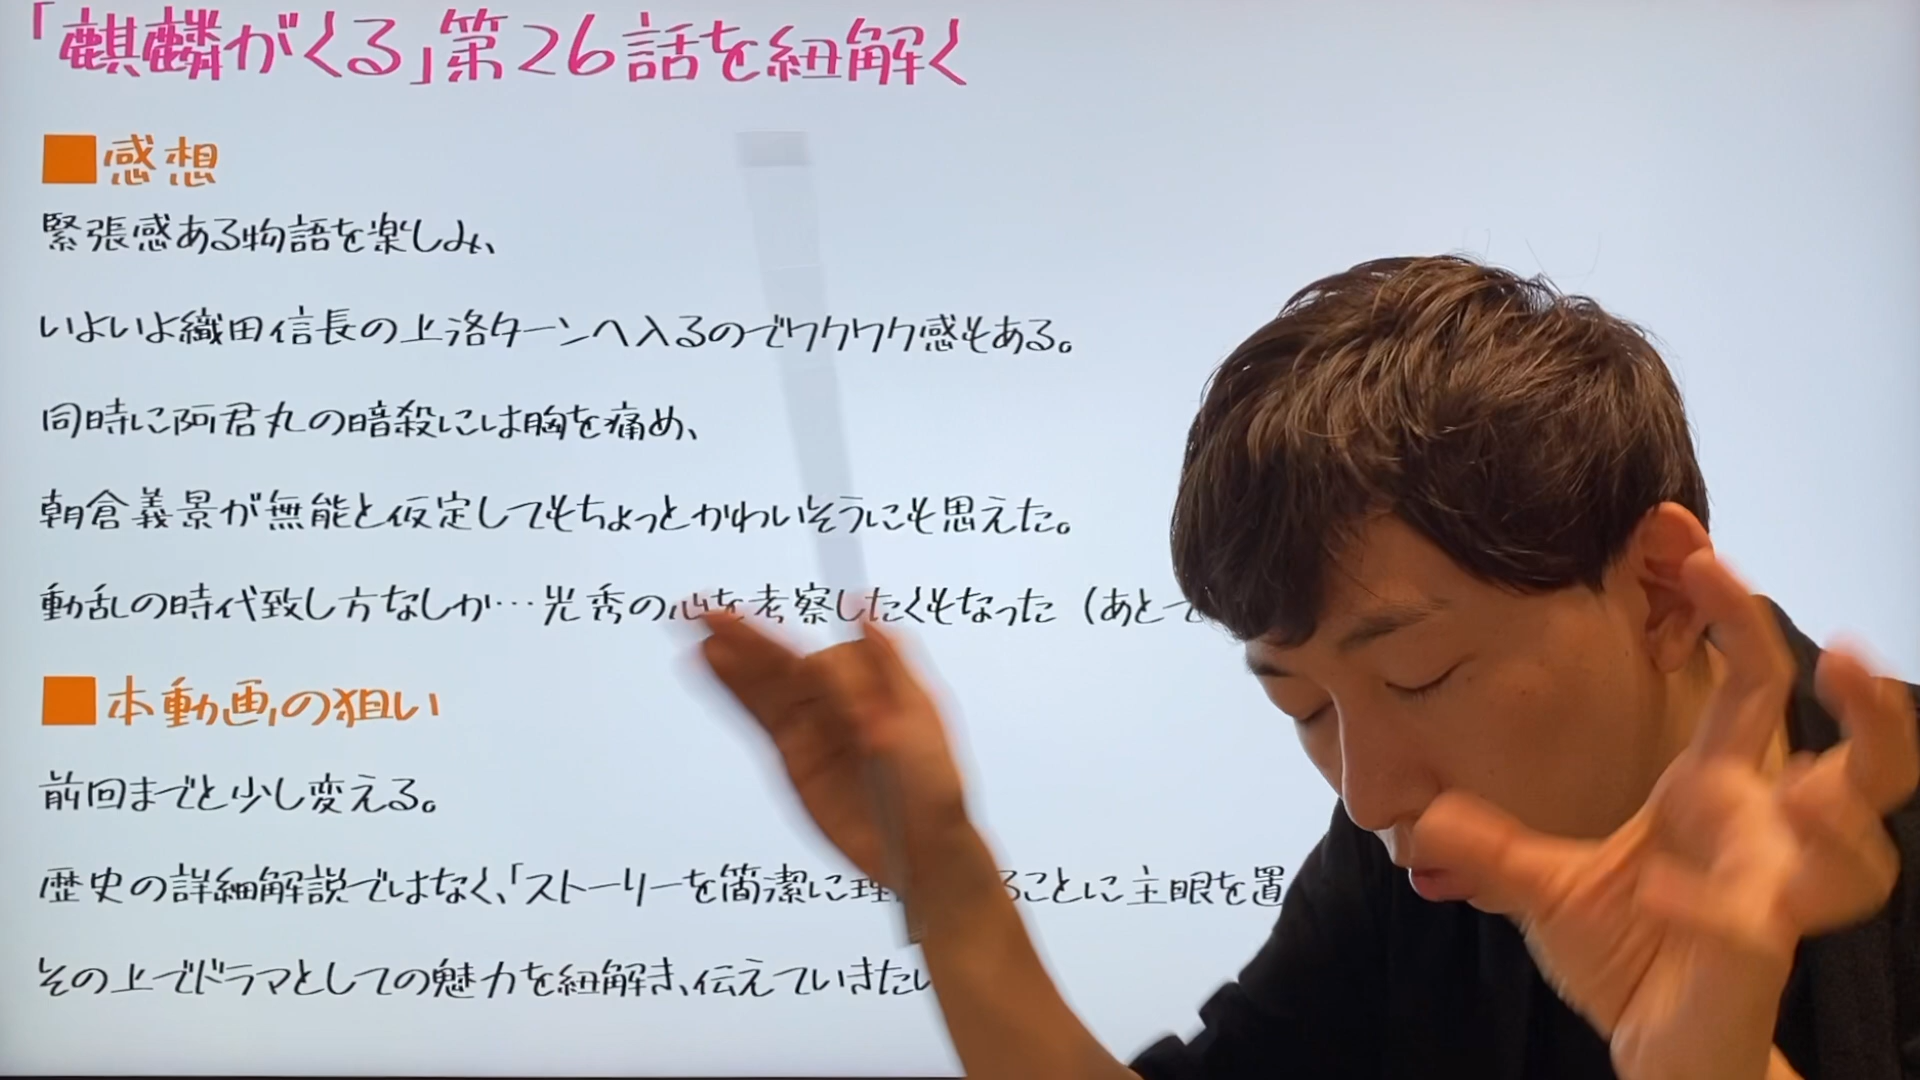 「麒麟がくる」第26話を紐解く
■感想
緊張感ある物語を楽しみ、
いよいよ織田信長の上洛ターンへ入るのでワクワク感もある。
同時に阿君丸の暗殺には胸を痛め、
朝倉義景が無能と仮定してもちょっとかわいそうにも思えた。
動乱の時代致し方なしか…光秀の心を考察したくもなった（あとで
■本動画の狙い
前回までと少し変える。
歴史の詳細解説ではなく、「ストーリーを簡潔に理 ることに主眼を置
その上でドラマとしての魅力を紐解き、伝えていきたい